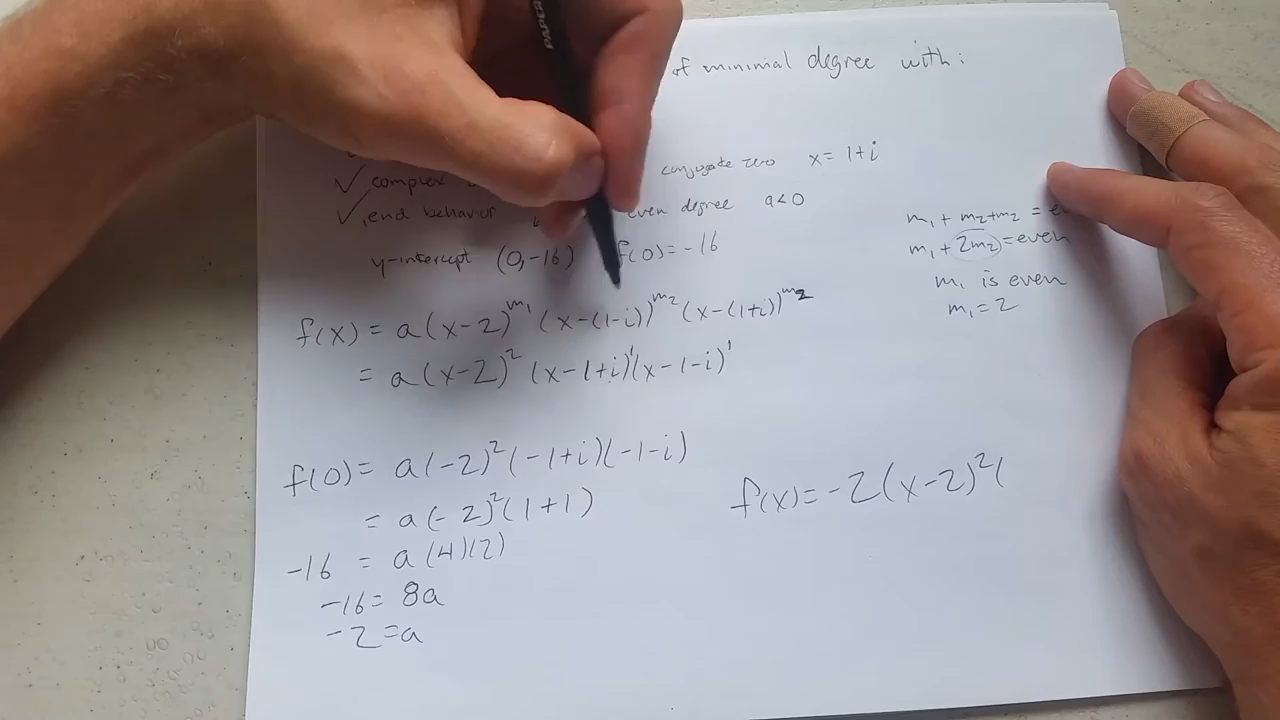 PAPER
of minimal degree with:
conjugate zero x = 1+i
✓ complex
✓ end behavior even degree a<0
y-intercept (0,-16) f(0)=-16
m₁ + m₂+m₂ =
m₁ + 2m₂ = even
m₁ is even
m₁ = 2
f(x) = a(x-2)^m₁ (x-(1-i))^m₂ (x-(1+i))^m₂
= a(x-2)² (x-1+i)¹(x-1-i)¹
f(0) = a(-2)²(-1+i)(-1-i)
= a(-2)²(1+1)
-16 = a(4)(2)
-16 = 8a
-2 = a
f(x) = -2(x-2)²(